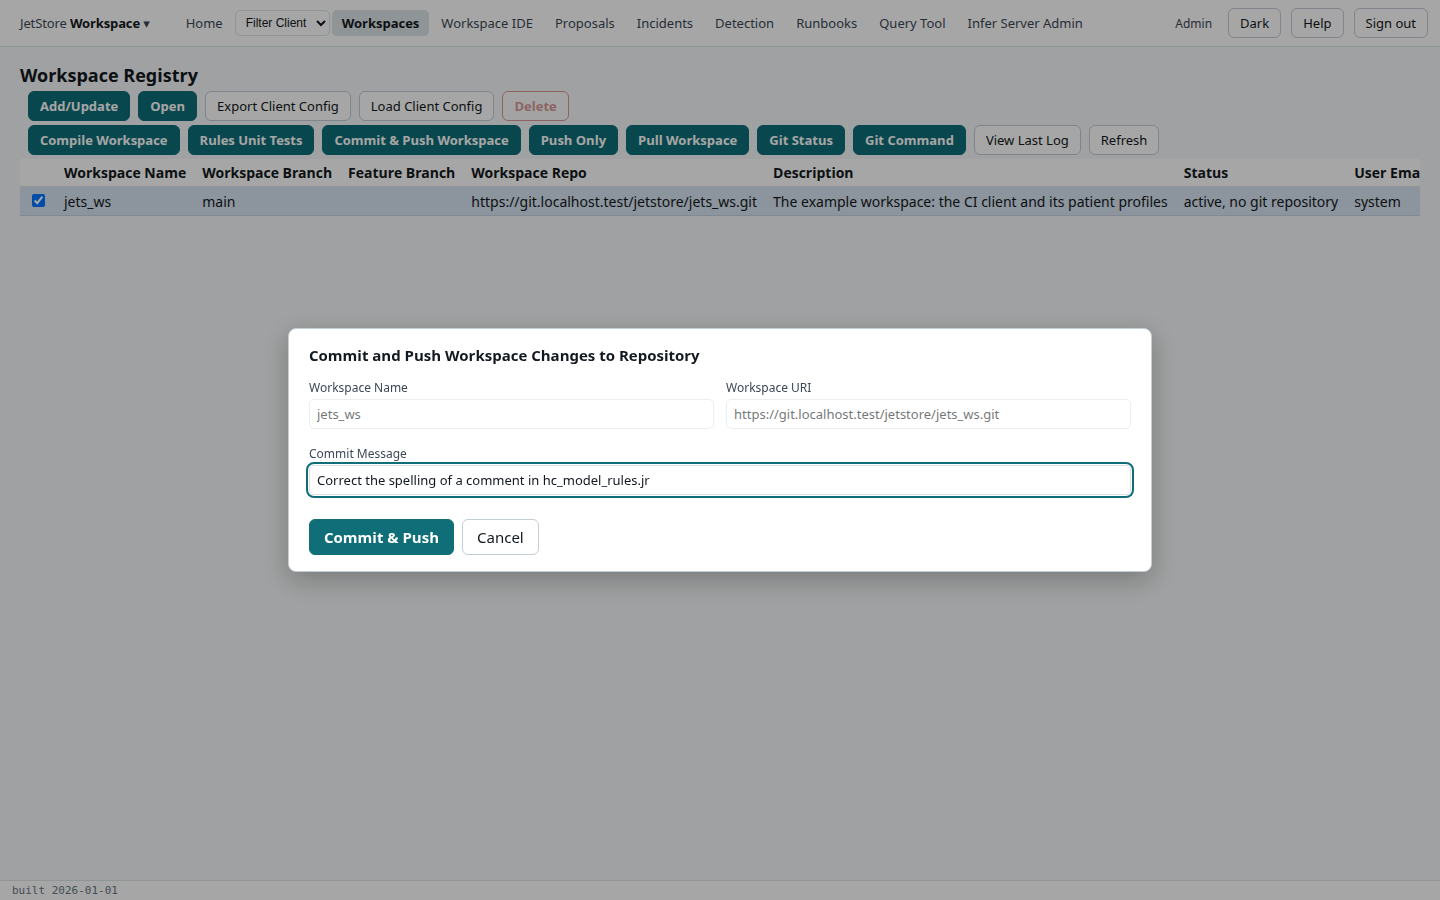 JetStore Workspace ▾ Home Filter Client Workspaces Workspace IDE Proposals Incidents Detection Runbooks Query Tool Infer Server Admin Admin Dark Help Sign out
Workspace Registry
Add/Update Open Export Client Config Load Client Config Delete
Compile Workspace Rules Unit Tests Commit & Push Workspace Push Only Pull Workspace Git Status Git Command View Last Log Refresh
Workspace Name Workspace Branch Feature Branch Workspace Repo Description Status User Ema
jets_ws main https://git.localhost.test/jetstore/jets_ws.git The example workspace: the CI client and its patient profiles active, no git repository system
Commit and Push Workspace Changes to Repository
Workspace Name Workspace URI
jets_ws https://git.localhost.test/jetstore/jets_ws.git
Commit Message
Correct the spelling of a comment in hc_model_rules.jr
Commit & Push Cancel
built 2026-01-01